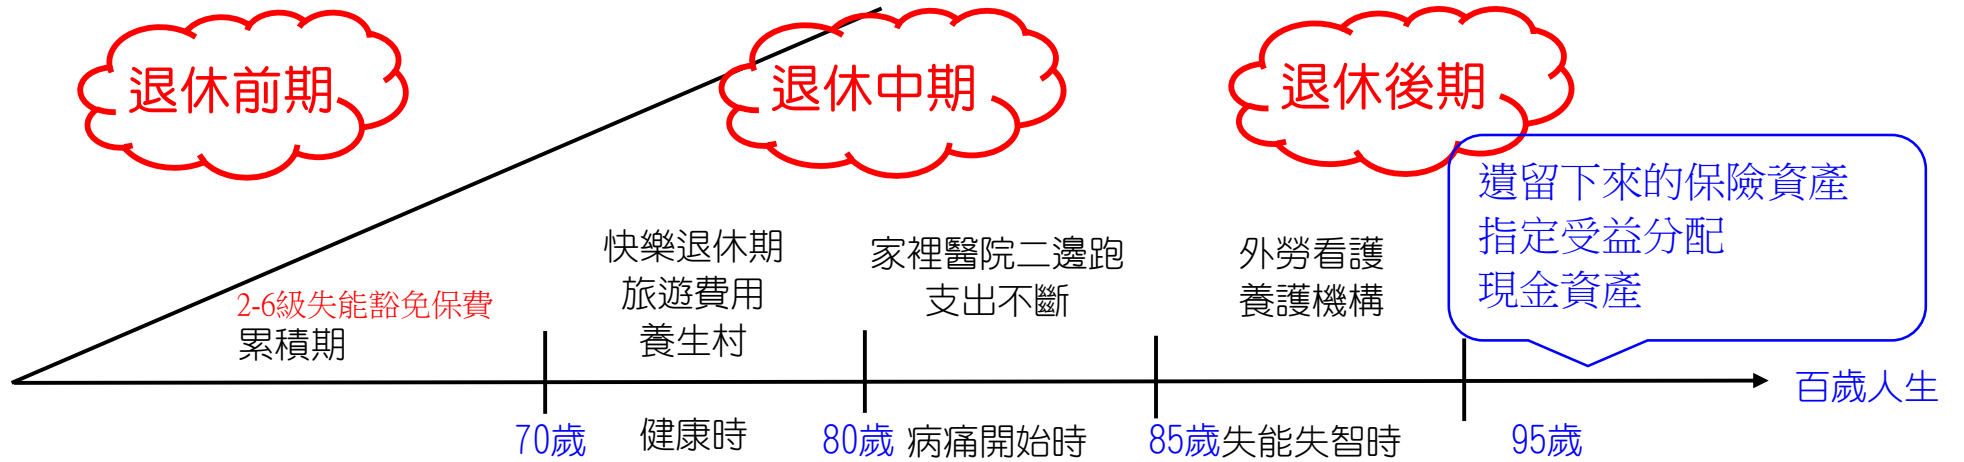 退休前期
退休中期
退休後期
遺留下來的保險資產
指定受益分配
現金資產
快樂退休期
旅遊費用
養生村
家裡醫院二邊跑
支出不斷
外勞看護
養護機構
2-6級失能豁免保費
累積期
百歲人生
70歲
健康時
80歲
病痛開始時
85歲
失能失智時
95歲